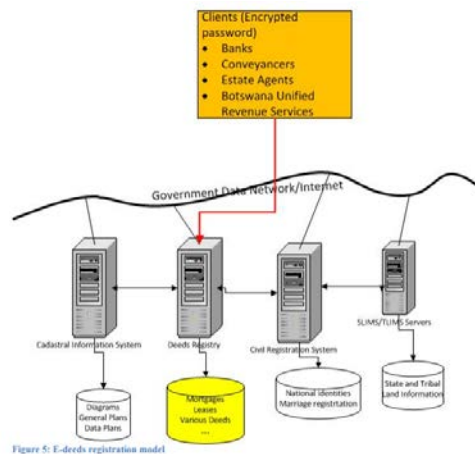 Clients (Encrypted
password)
• Banks
• Conveyancers
• Estate Agents
• Botswana Unified
Revenue Services
Government Data Network/Internet
Cadastral Information System
Deeds Registry
Civil Registration System
SLIMS/TLIMS Servers
Diagrams
General Plans
Data Plans
Mortgages
Leases
Various Deeds
...
National identities
Marriage registrtation
State and Tribal
Land Information
Figure 5: E-deeds registration model